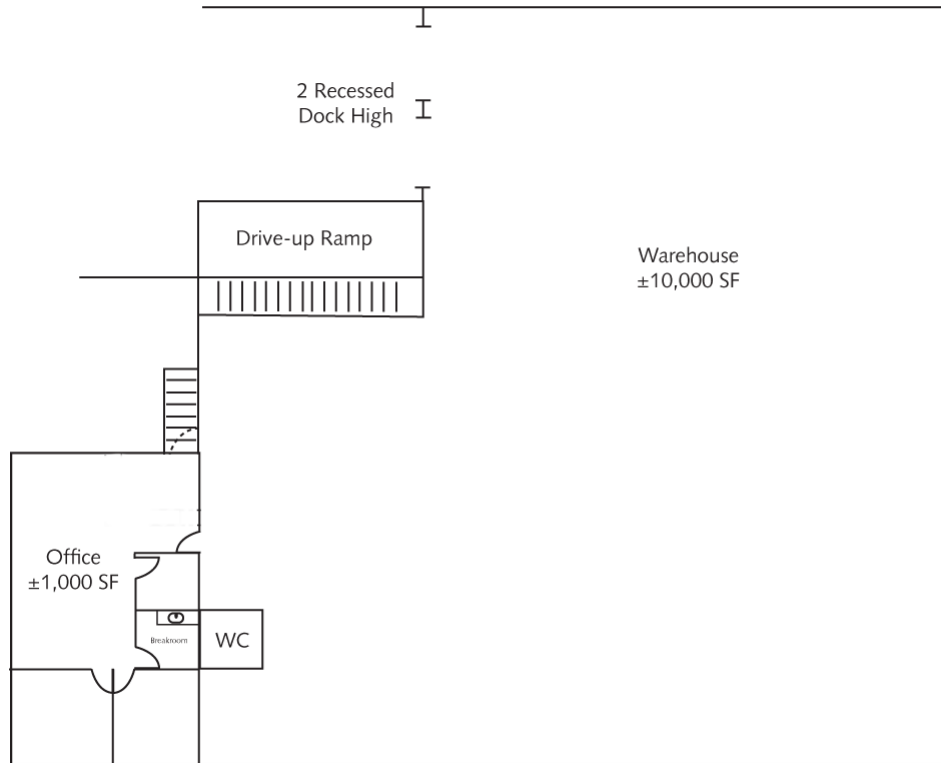 2 Recessed
Dock High
Drive-up Ramp
Warehouse
±10,000 SF
Office
±1,000 SF
Breakroom
WC